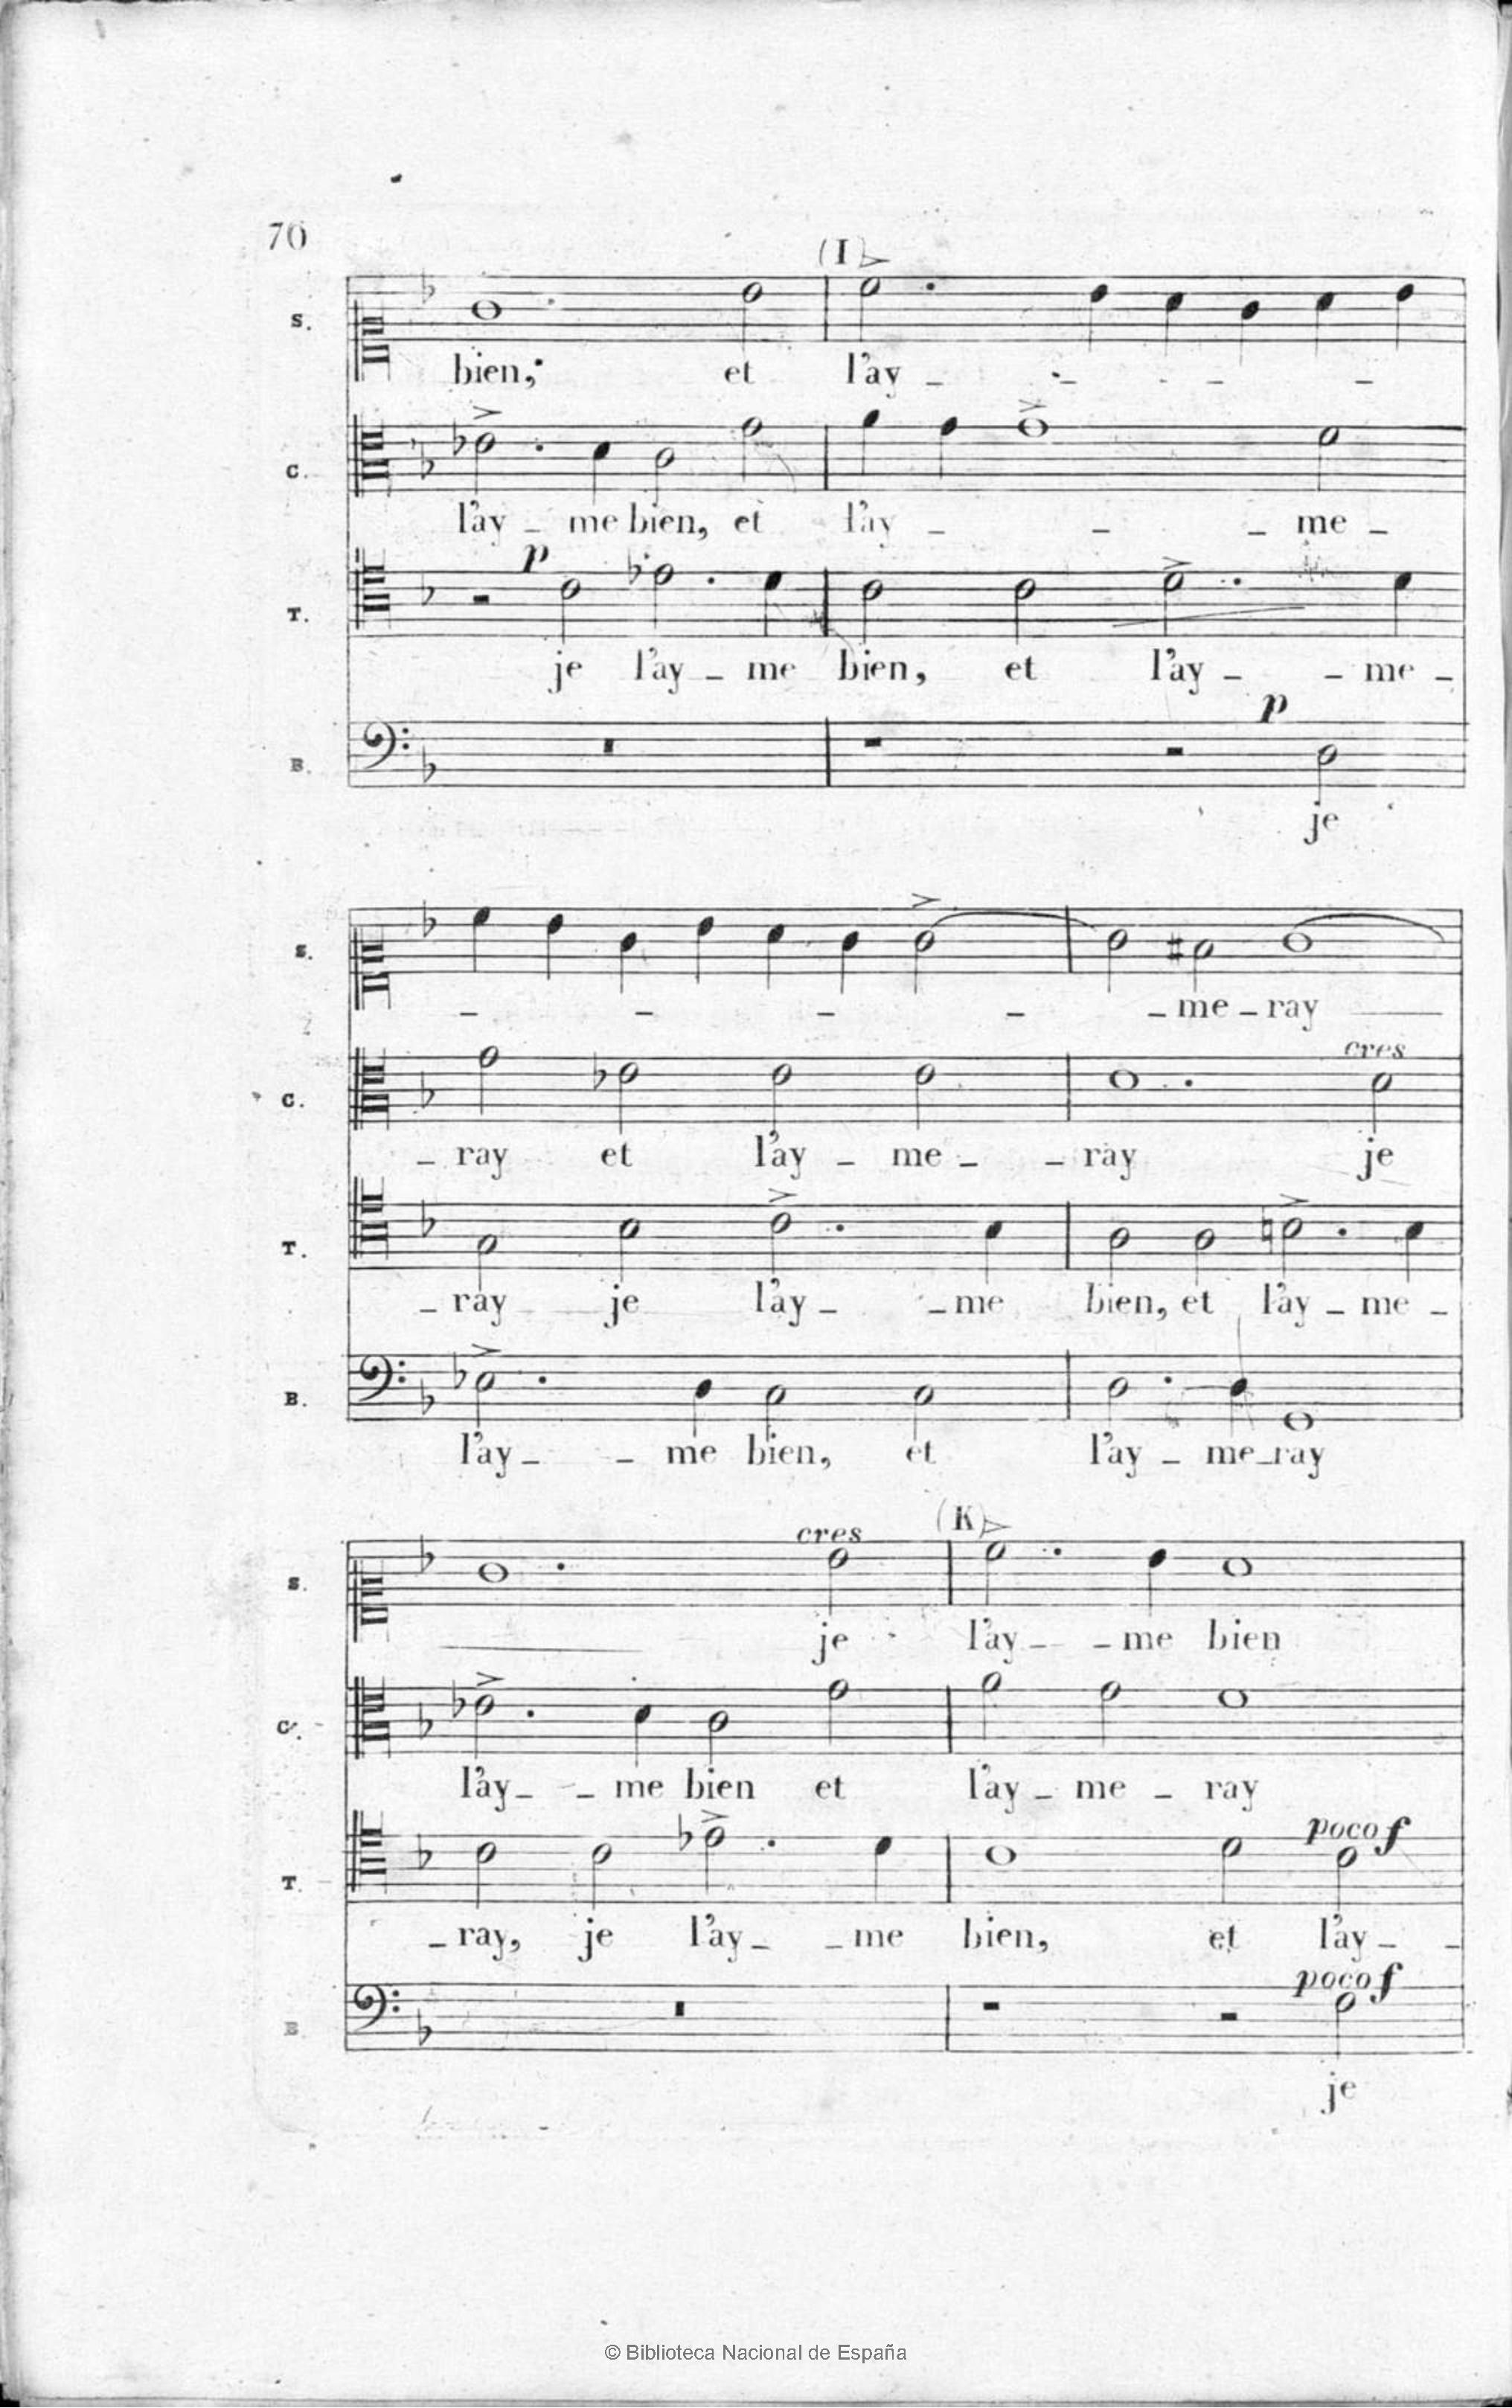 70
(I)
S.
bien, et l'ay - - - -
C.
l'ay - me bien, et l'ay - - - me -
p
T.
je l'ay - me bien, et l'ay - - me -
p
B.
je
S.
- - - - - me - ray
cres
C.
- ray et l'ay - me - - ray je
T.
- ray je l'ay - - me bien, et l'ay - me -
B.
l'ay - - me bien, et l'ay - me - ray
cres (K)
S.
je l'ay - - me bien
C.
l'ay - - me bien et l'ay - me - ray
poco f
T.
- ray, je l'ay - - me bien, et l'ay - -
poco f
B
je
© Biblioteca Nacional de España